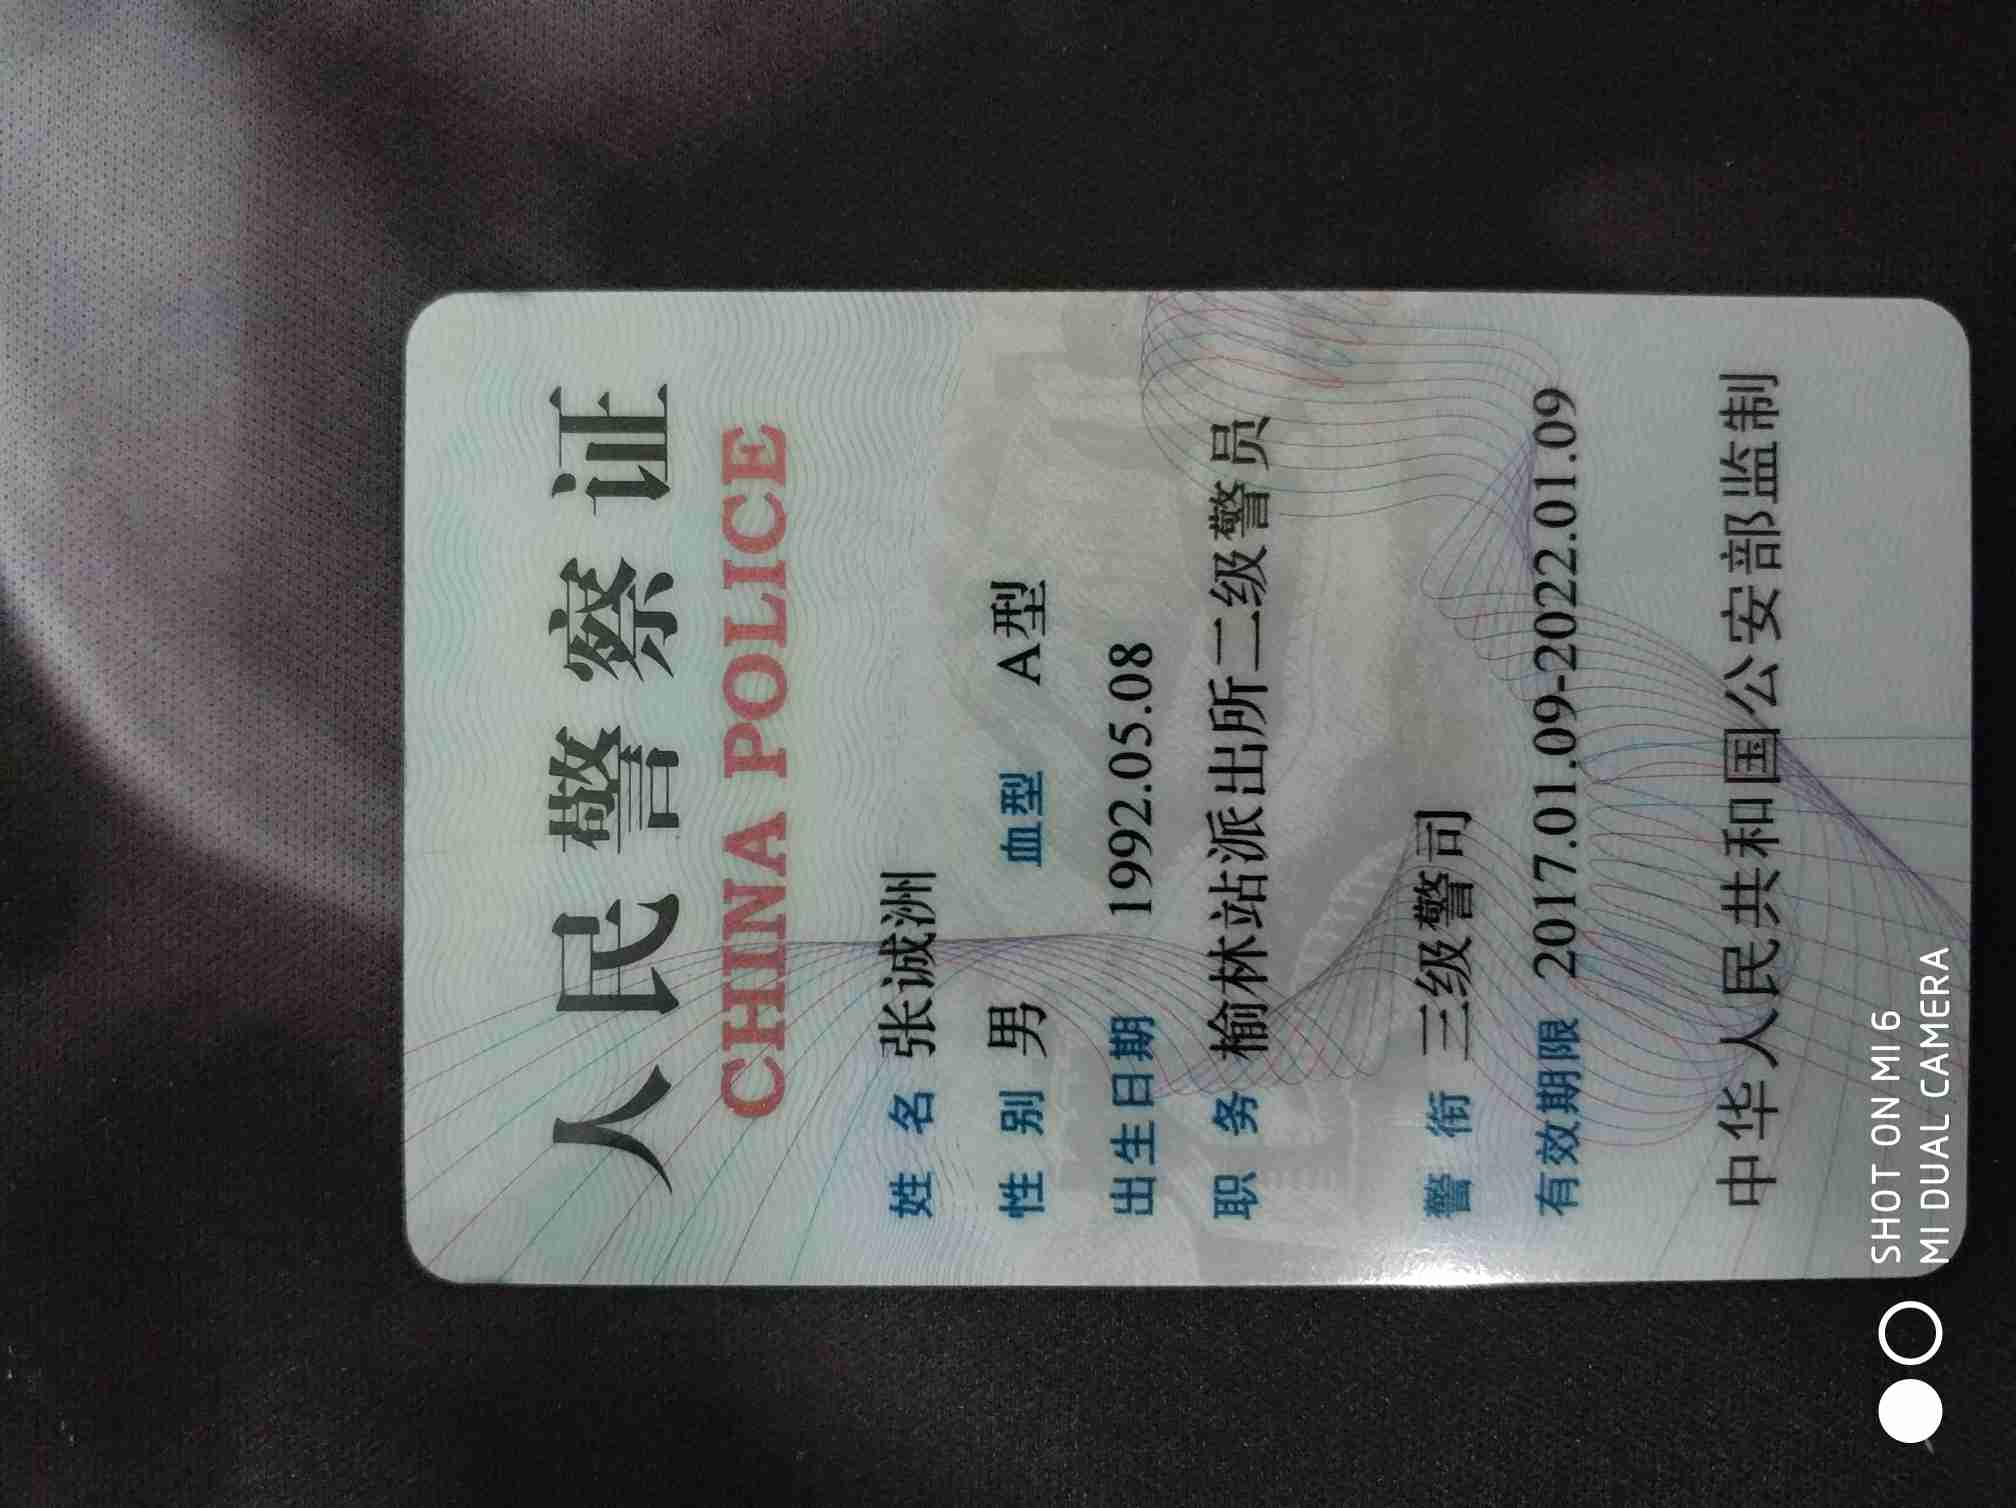 人民警察证
CHINA POLICE
姓 名 张诚洲
性 别 男 血型 A型
出生日期 1992.05.08
职 务 榆林站派出所二级警员
警 衔 三级警司
有效期限 2017.01.09-2022.01.09
中华人民共和国公安部监制
SHOT ON MI 6
MI DUAL CAMERA